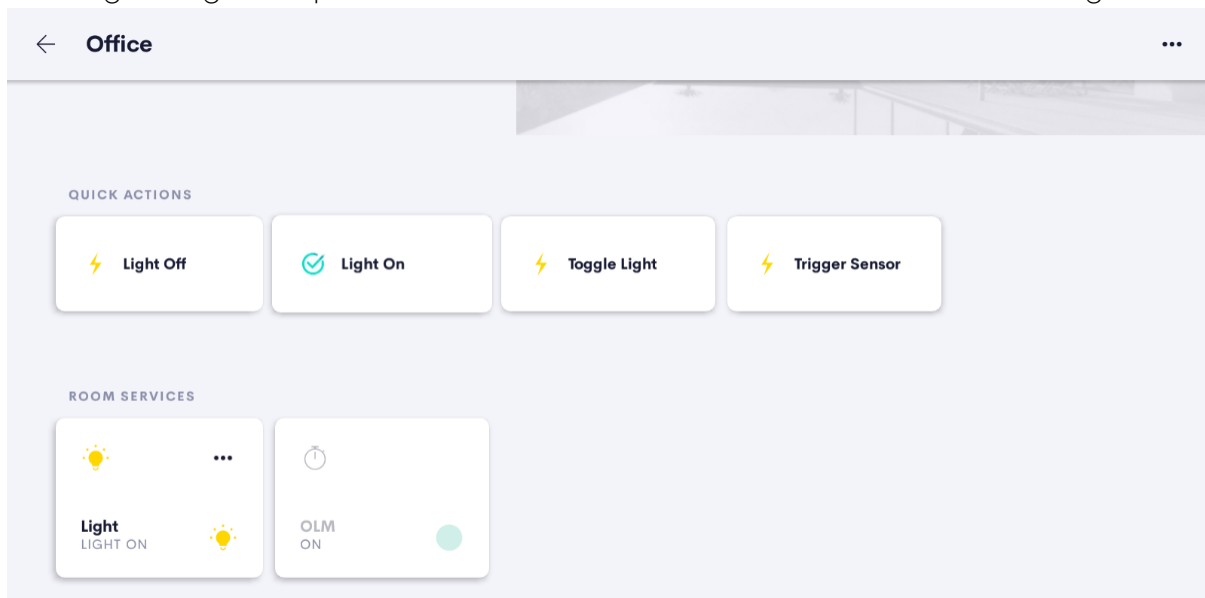 Office
QUICK ACTIONS
Light Off
Light On
Toggle Light
Trigger Sensor
ROOM SERVICES
Light
LIGHT ON
OLM
ON